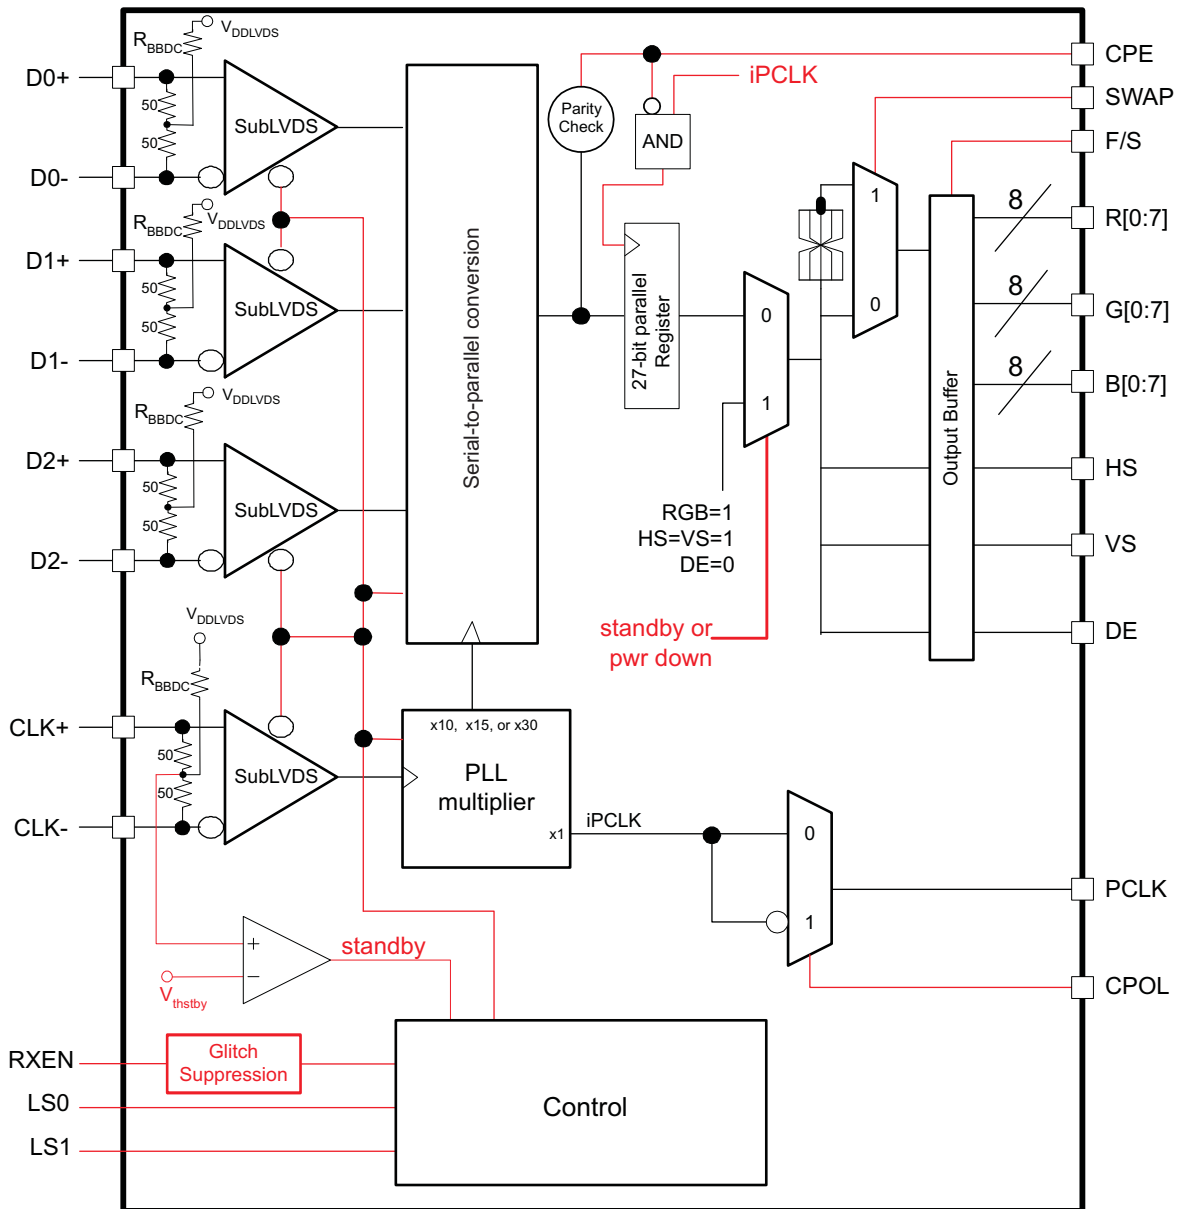 VDDLVDS
RBBDC
D0+
50
50
SubLVDS
D0-
RBBDC
VDDLVDS
D1+
50
50
SubLVDS
D1-
RBBDC
VDDLVDS
D2+
50
50
SubLVDS
D2-
VDDLVDS
RBBDC
CLK+
50
50
SubLVDS
CLK-
Serial-to-parallel conversion
x10, x15, or x30
PLL
multiplier
x1
iPCLK
Parity
Check
iPCLK
AND
27-bit parallel
Register
0
1
RGB=1
HS=VS=1
DE=0
standby or
pwr down
1
0
Output Buffer
8
8
8
CPE
SWAP
F/S
R[0:7]
G[0:7]
B[0:7]
HS
VS
DE
0
1
PCLK
CPOL
+
−
standby
Vthstby
RXEN
Glitch
Suppression
LS0
LS1
Control